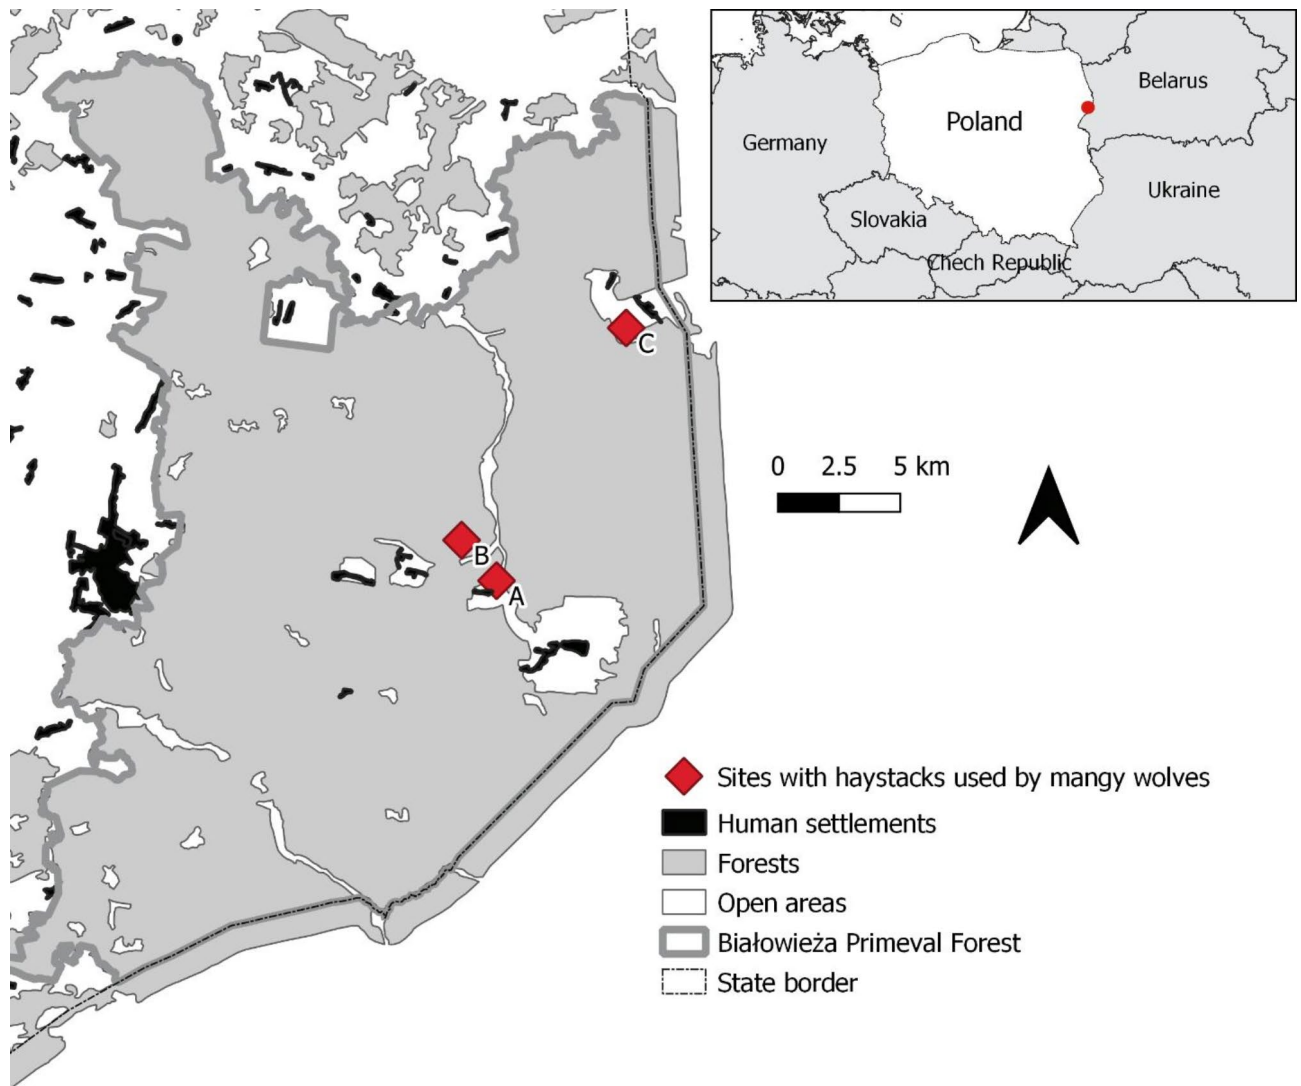 Belarus
Poland
Germany
Ukraine
Slovakia
Chech Republic
C
0 2.5 5 km
B
A
Sites with haystacks used by mangy wolves
Human settlements
Forests
Open areas
Białowieża Primeval Forest
State border